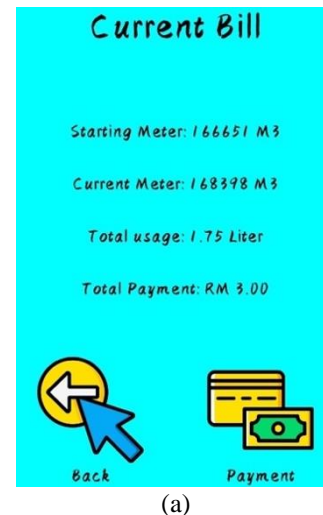 Current Bill
Starting Meter: 166651 M3
Current Meter: 168398 M3
Total usage: 1.75 Liter
Total Payment: RM 3.00
Back Payment
(a)